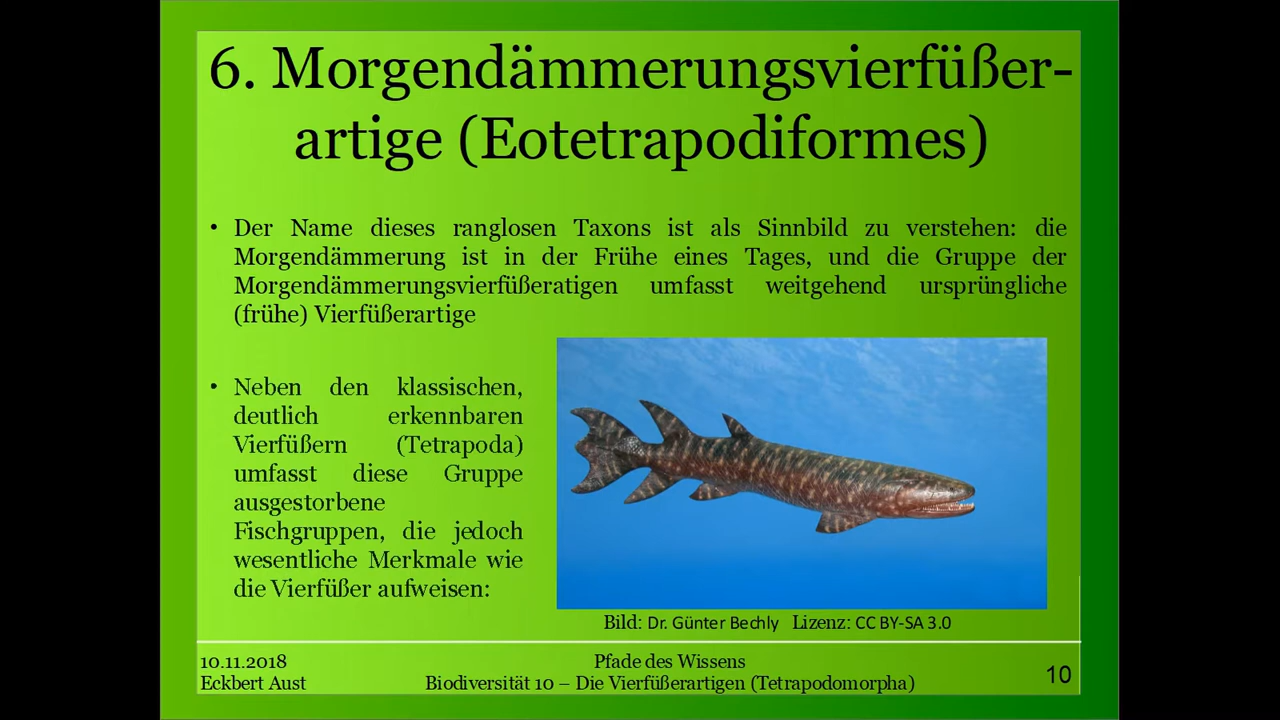 6. Morgendämmerungsvierfüßer-
artige (Eotetrapodiformes)
• Der Name dieses ranglosen Taxons ist als Sinnbild zu verstehen: die
Morgendämmerung ist in der Frühe eines Tages, und die Gruppe der
Morgendämmerungsvierfüßeratigen umfasst weitgehend ursprüngliche
(frühe) Vierfüßerartige
• Neben den klassischen,
deutlich erkennbaren
Vierfüßern (Tetrapoda)
umfasst diese Gruppe
ausgestorbene
Fischgruppen, die jedoch
wesentliche Merkmale wie
die Vierfüßer aufweisen:
Bild: Dr. Günter Bechly Lizenz: CC BY-SA 3.0
10.11.2018
Eckbert Aust
Pfade des Wissens
Biodiversität 10 – Die Vierfüßerartigen (Tetrapodomorpha)
10